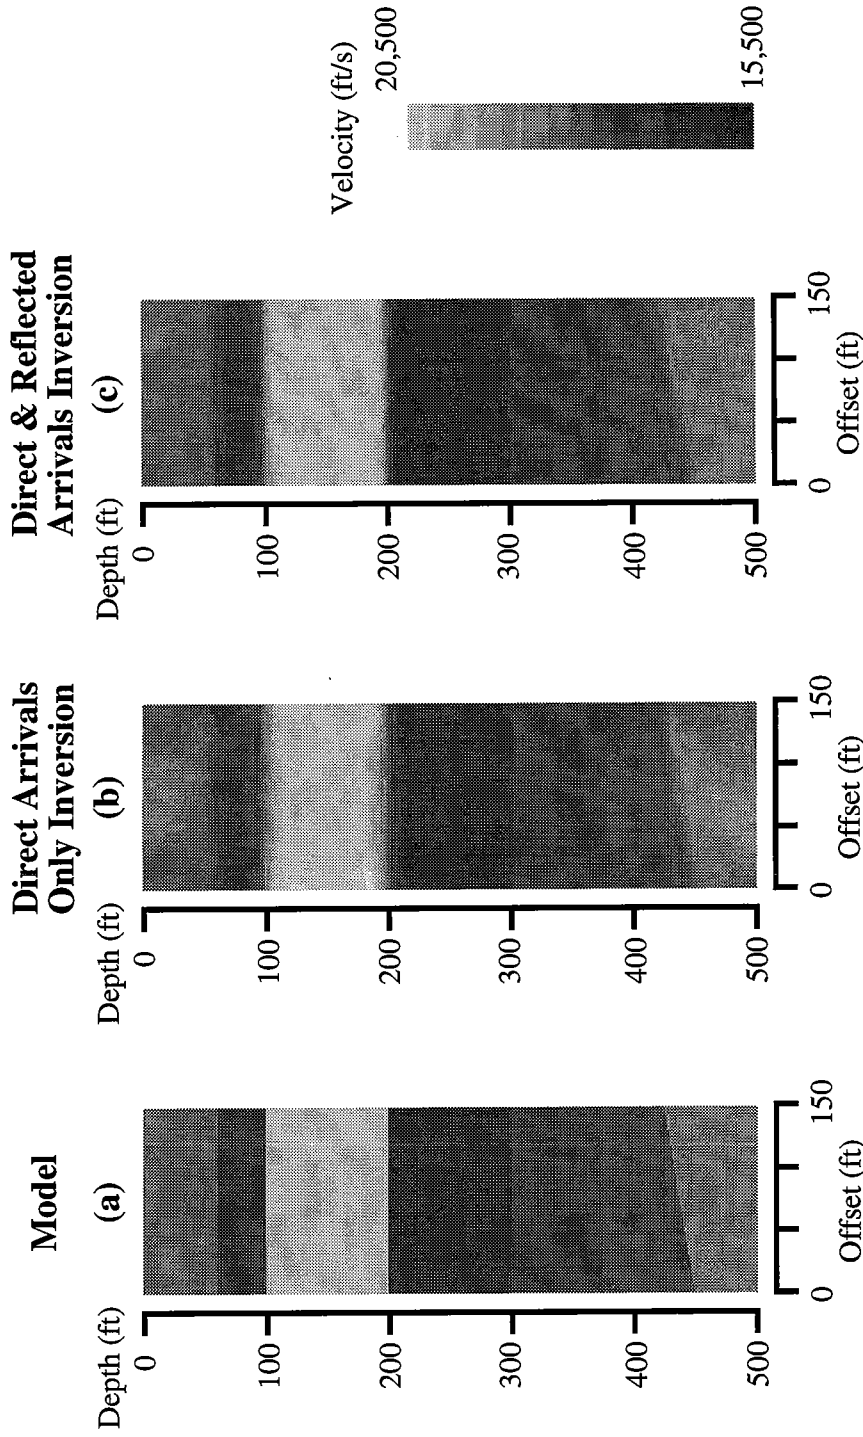 Model
(a)
Depth (ft)
0
100
200
300
400
500
0
150
Offset (ft)
Direct Arrivals
Only Inversion
(b)
Depth (ft)
0
100
200
300
400
500
0
150
Offset (ft)
Direct & Reflected
Arrivals Inversion
(c)
Depth (ft)
0
100
200
300
400
500
0
150
Offset (ft)
Velocity (ft/s)
20,500
15,500